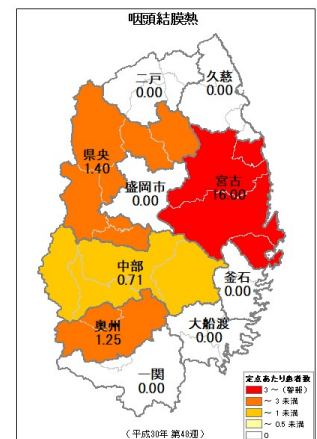 咽頭結膜熱
二戸
0.00
久慈
0.00
県央
1.40
盛岡市
0.00
宮古
16.00
中部
0.71
釜石
0.00
奥州
1.25
大船渡
0.00
一関
0.00
定点あたり患者数
3 ~ (警報)
~ 3 未満
~ 1 未満
~ 0.5 未満
0
(平成30年 第48週)